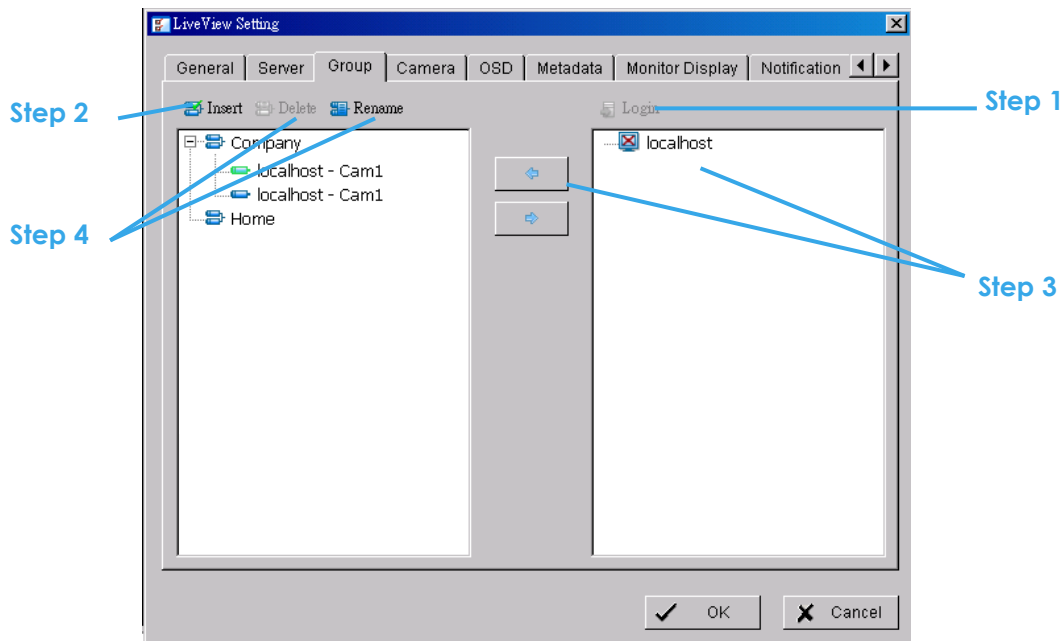 LiveView Setting
General Server Group Camera OSD Metadata Monitor Display Notification
Step 2
Insert Delete Rename
Login
Step 1
Company
localhost - Cam1
localhost - Cam1
Home
localhost
Step 4
Step 3
OK Cancel